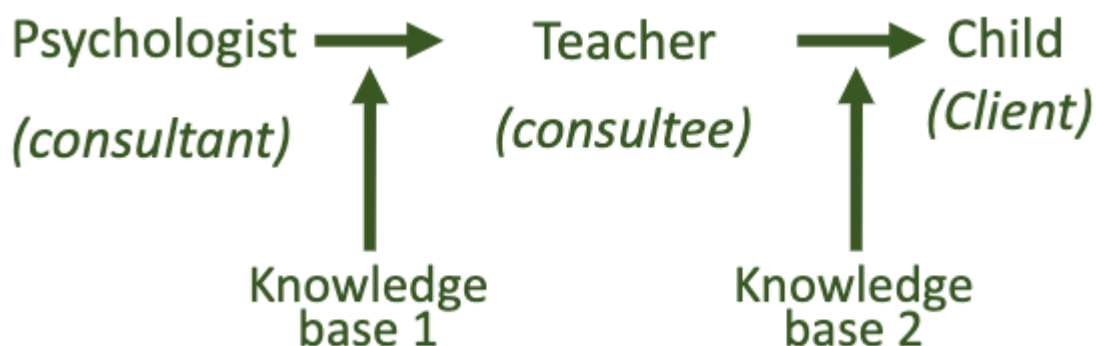 Psychologist Teacher Child
(consultant) (consultee) (Client)
Knowledge Knowledge
base 1 base 2